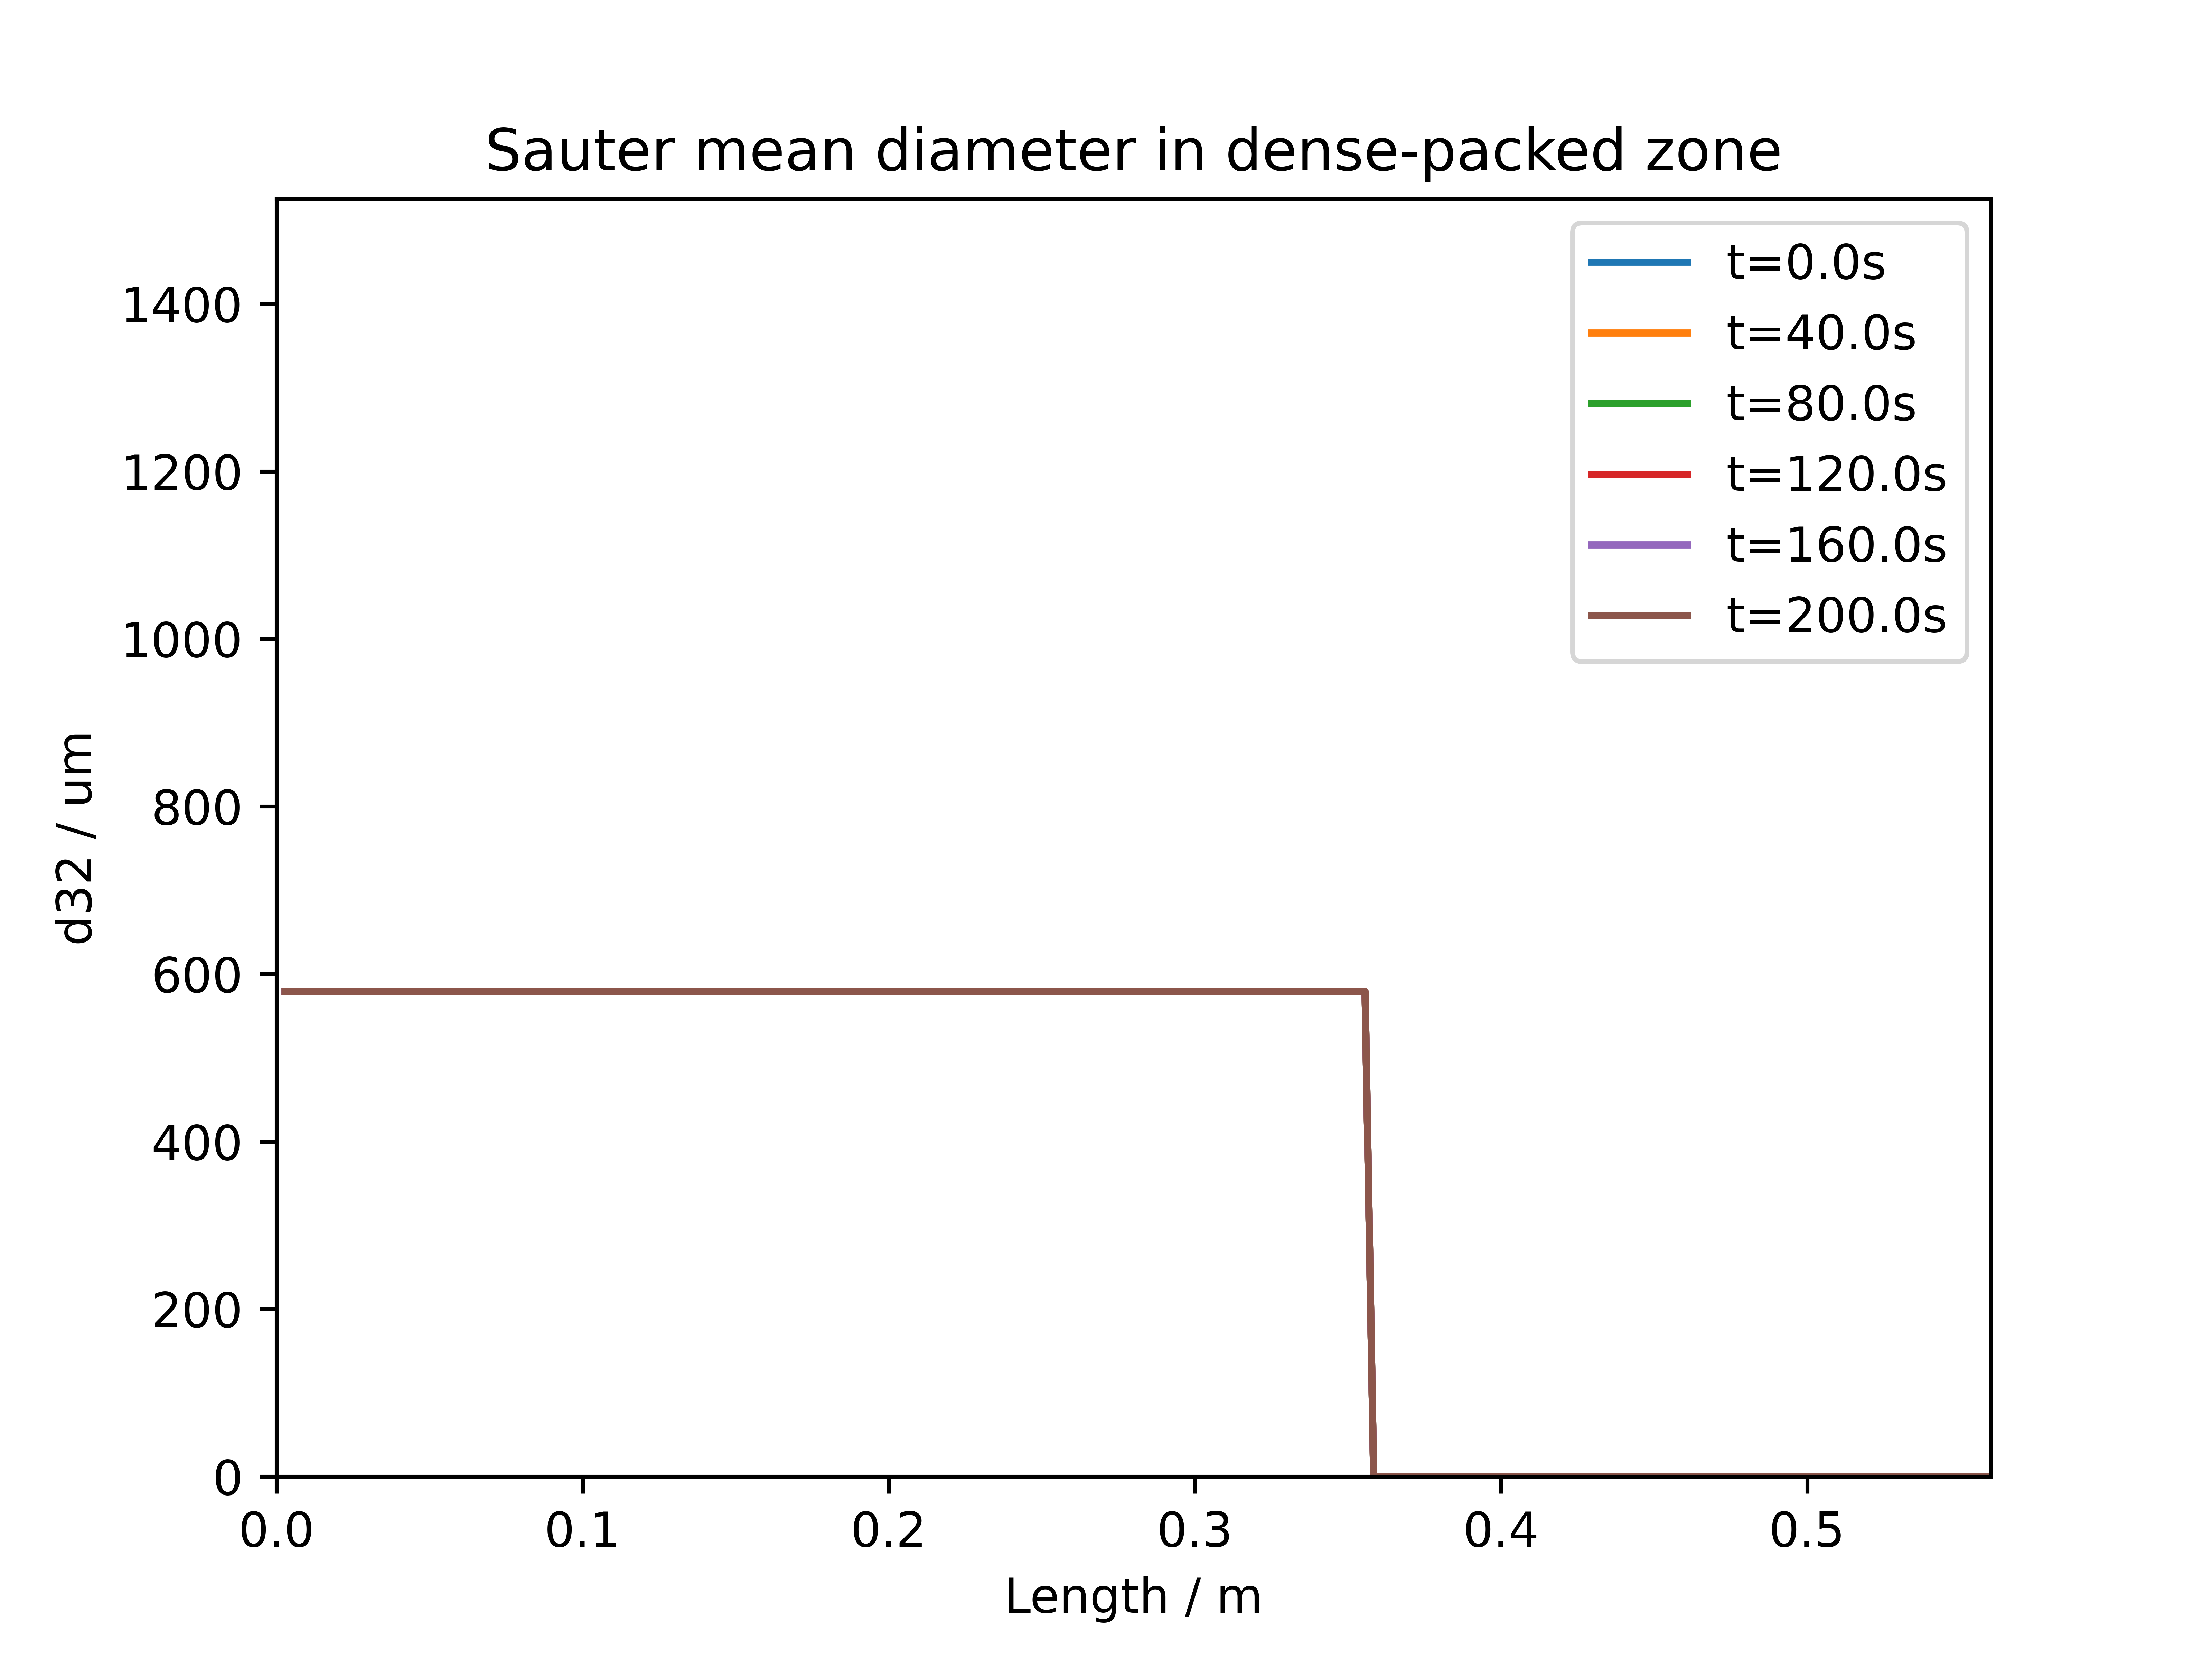 Sauter mean diameter in dense-packed zone
t=0.0s
t=40.0s
t=80.0s
t=120.0s
t=160.0s
t=200.0s
1400
1200
1000
800
600
400
200
0
d32 / um
0.0 0.1 0.2 0.3 0.4 0.5
Length / m